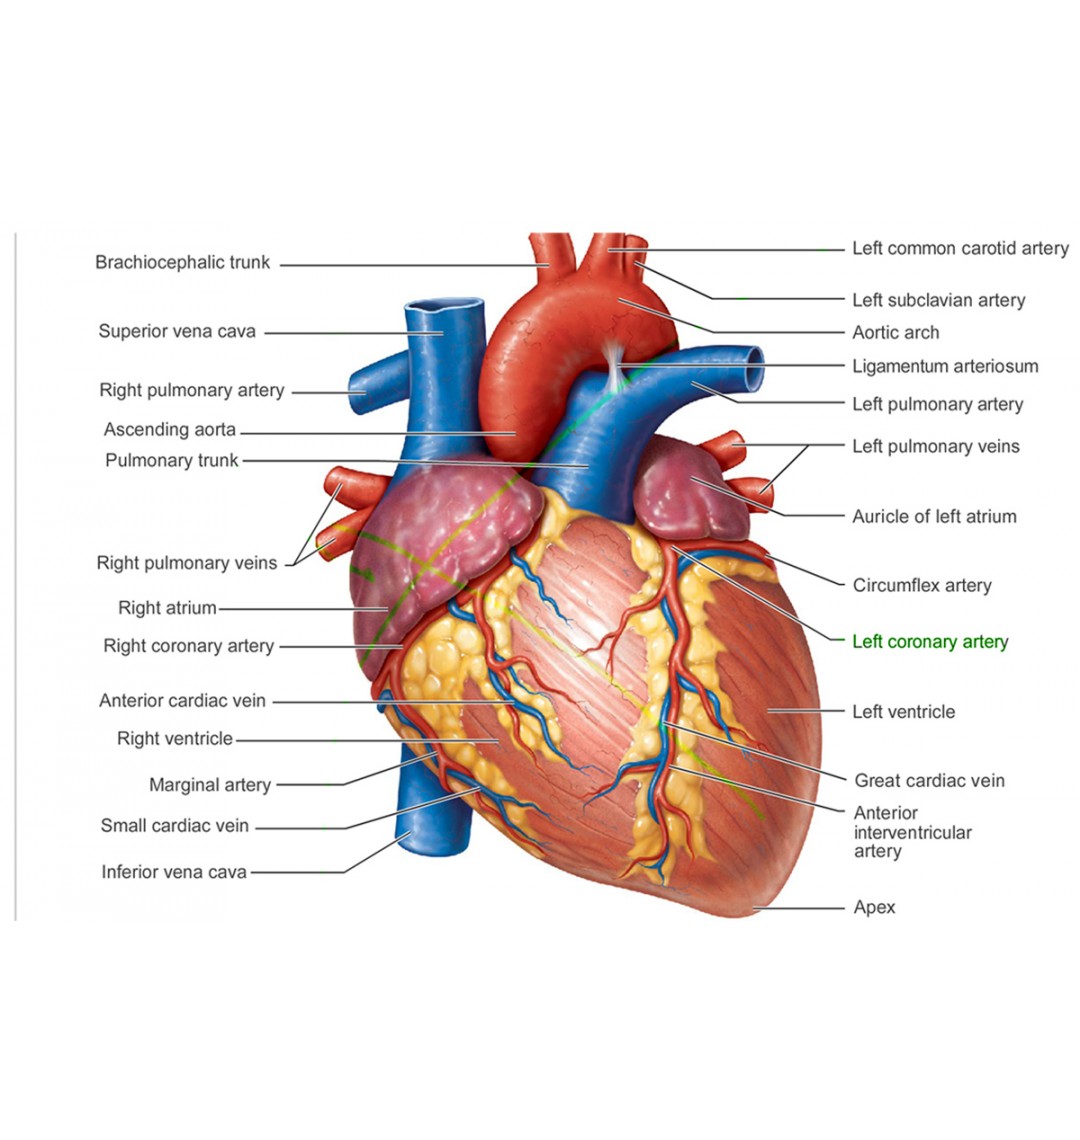 Brachiocephalic trunk
Superior vena cava
Right pulmonary artery
Ascending aorta
Pulmonary trunk
Right pulmonary veins
Right atrium
Right coronary artery
Anterior cardiac vein
Right ventricle
Marginal artery
Small cardiac vein
Inferior vena cava
Left common carotid artery
Left subclavian artery
Aortic arch
Ligamentum arteriosum
Left pulmonary artery
Left pulmonary veins
Auricle of left atrium
Circumflex artery
Left coronary artery
Left ventricle
Great cardiac vein
Anterior
interventricular
artery
Apex